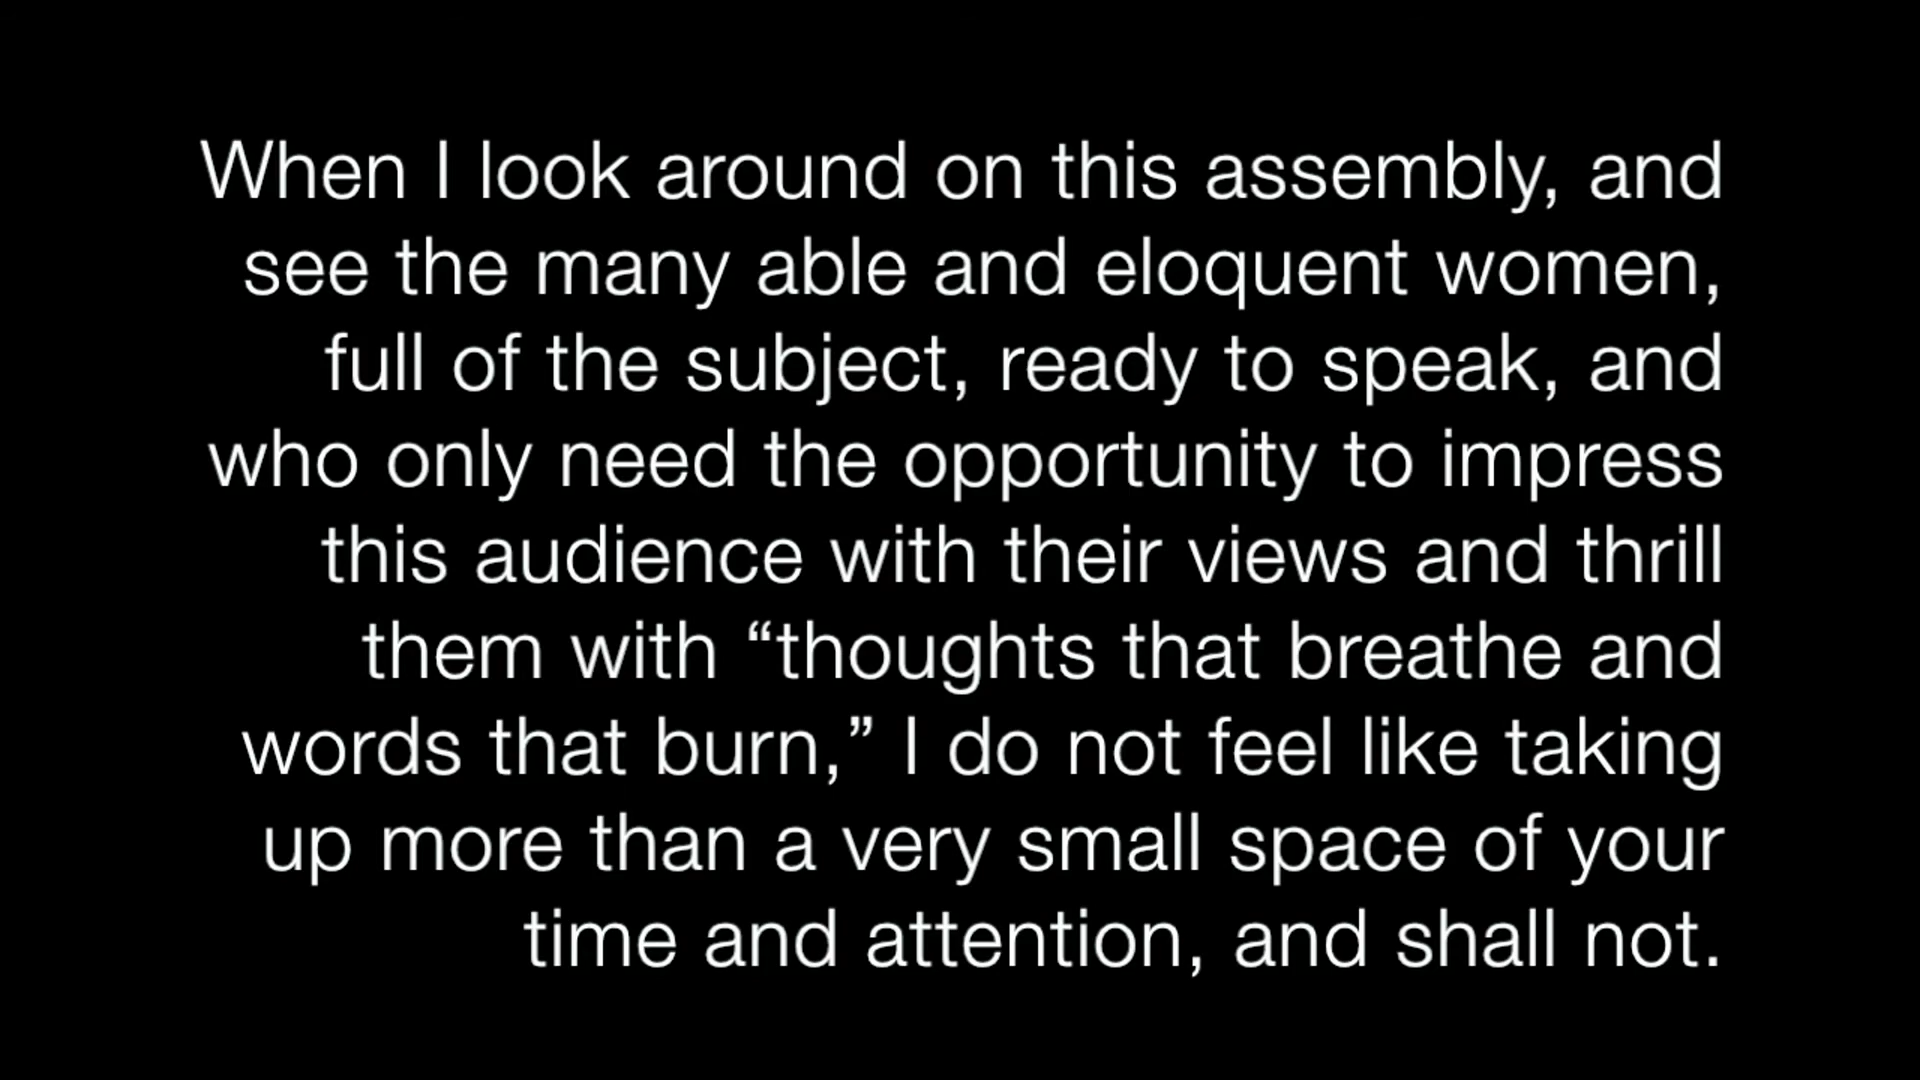 When I look around on this assembly, and
see the many able and eloquent women,
full of the subject, ready to speak, and
who only need the opportunity to impress
this audience with their views and thrill
them with “thoughts that breathe and
words that burn,” I do not feel like taking
up more than a very small space of your
time and attention, and shall not.